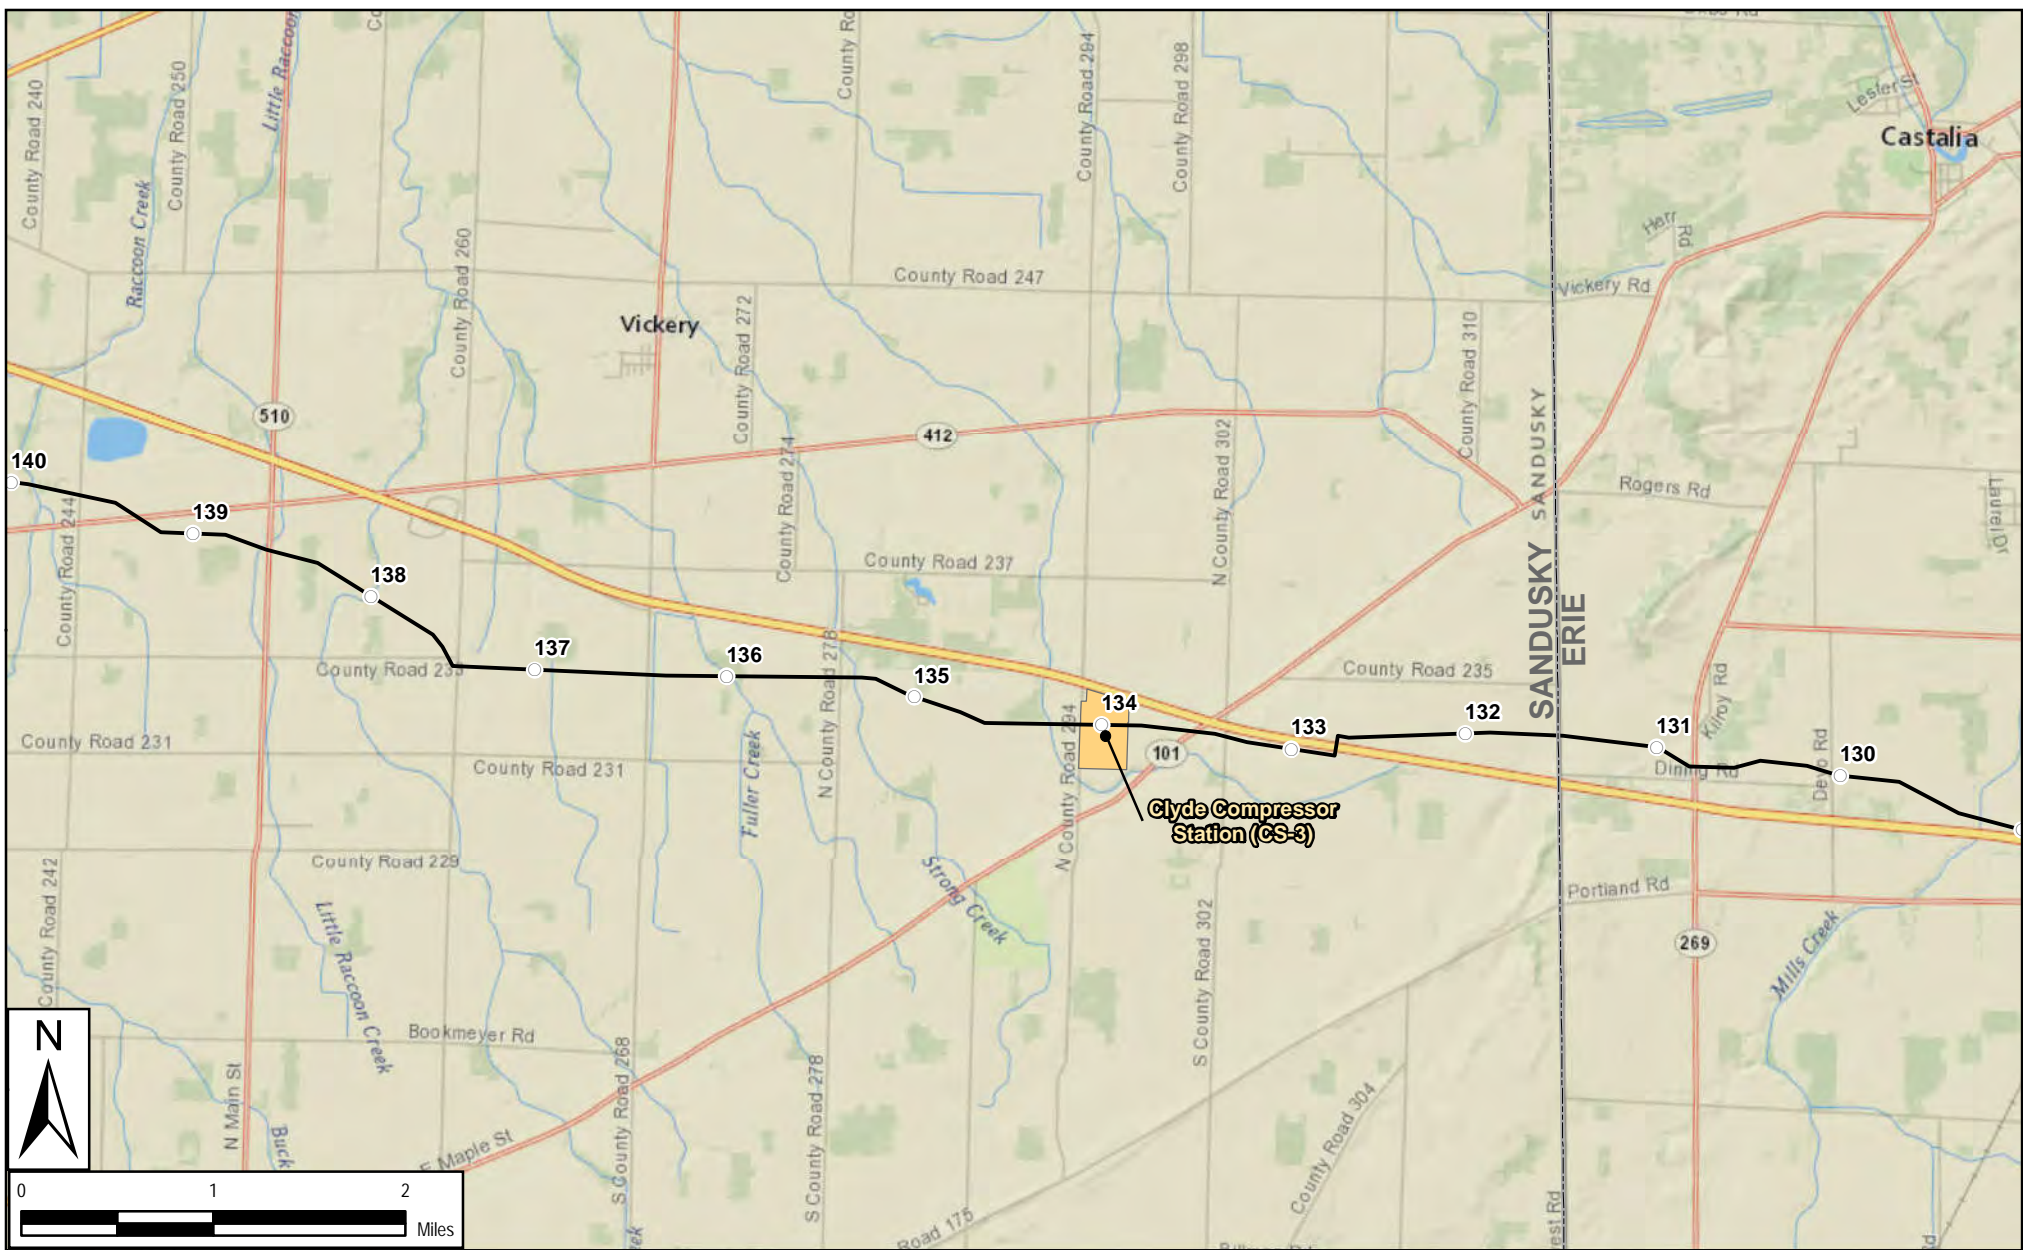 County Road 240
County Road 250
Little Raccoon
County Road 294
County Road 298
Lester St
Castalia
Raccoon Creek
Herr
Rd
County Road 260
County Road 247
Vickery Rd
Vickery
County Road 272
County Road 310
510
412
County Road 274
N County Road 302
SANDUSKY
SANDUSKY
Rogers Rd
Laurel Dr
140
139
County Road 244
138
County Road 237
SANDUSKY
ERIE
137
136
County Road 235
135
N County Road 278
134
County Road 235
Kilroy Rd
133
132
131
130
County Road 231
County Road 231
Fuller Creek
N County Road 294
101
Dining Rd
Devo Rd
Clyde Compressor
Station (CS-3)
County Road 229
County Road 242
Strong Creek
Portland Rd
Little Raccoon Creek
S County Road 302
269
Mills Creek
N
Bookmeyer Rd
N Main St
Buck
S County Road 268
S County Road 278
County Road 304
E Maple St
Road 175
0
1
2
Miles